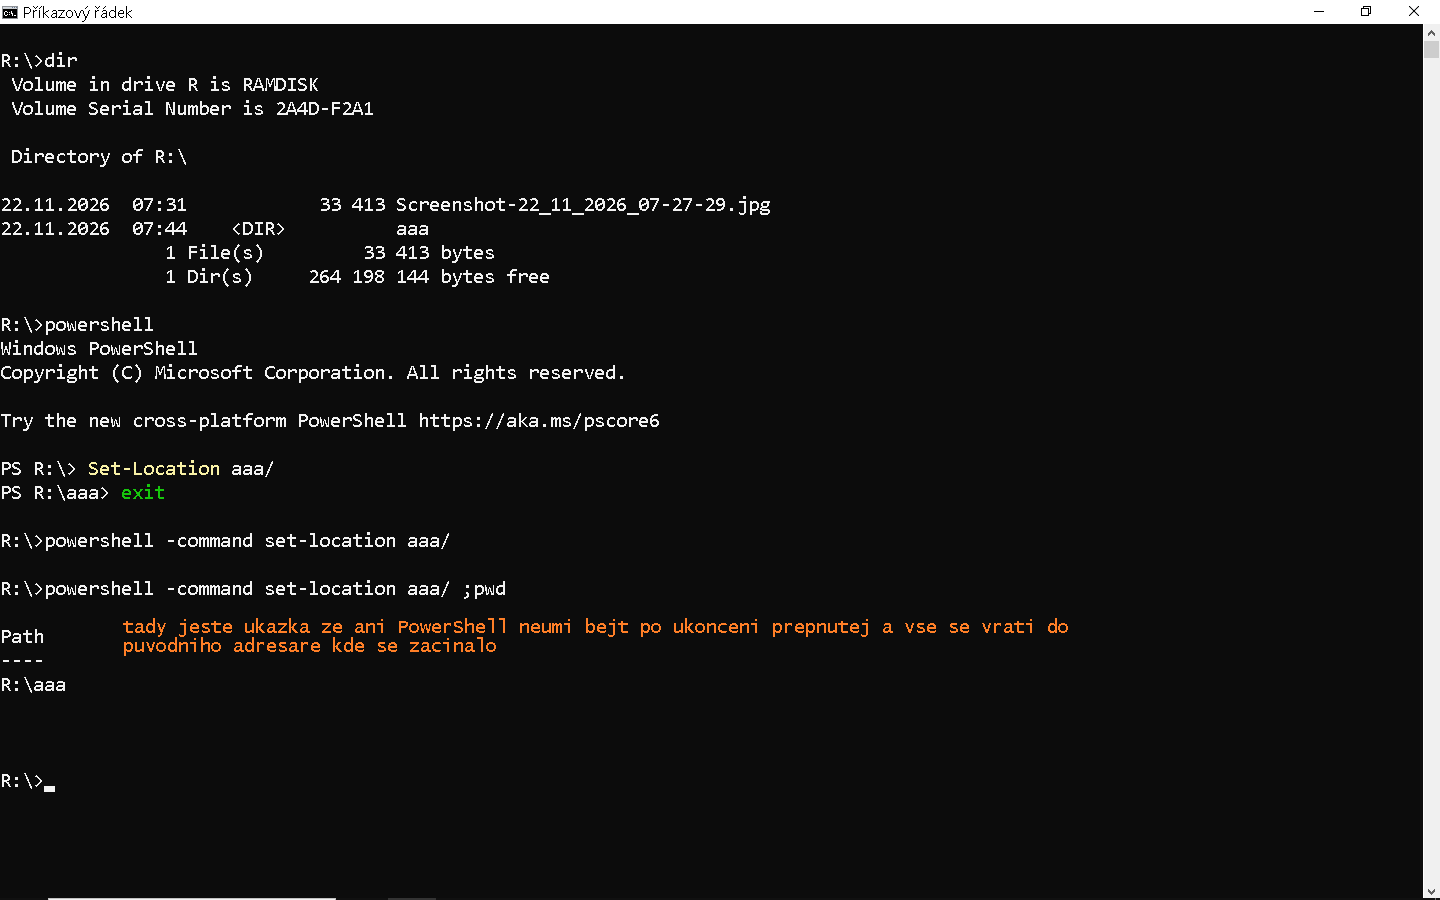 Příkazový řádek
R:\>dir
 Volume in drive R is RAMDISK
 Volume Serial Number is 2A4D-F2A1
 Directory of R:\
22.11.2026  07:31            33 413 Screenshot-22_11_2026_07-27-29.jpg
22.11.2026  07:44    <DIR>          aaa
               1 File(s)         33 413 bytes
               1 Dir(s)     264 198 144 bytes free
R:\>powershell
Windows PowerShell
Copyright (C) Microsoft Corporation. All rights reserved.
Try the new cross-platform PowerShell https://aka.ms/pscore6
PS R:\> Set-Location aaa/
PS R:\aaa> exit
R:\>powershell -command set-location aaa/
R:\>powershell -command set-location aaa/ ;pwd
tady jeste ukazka ze ani PowerShell neumi bejt po ukonceni prepnutej a vse se vrati do
puvodniho adresare kde se zacinalo
Path
----
R:\aaa
R:\>